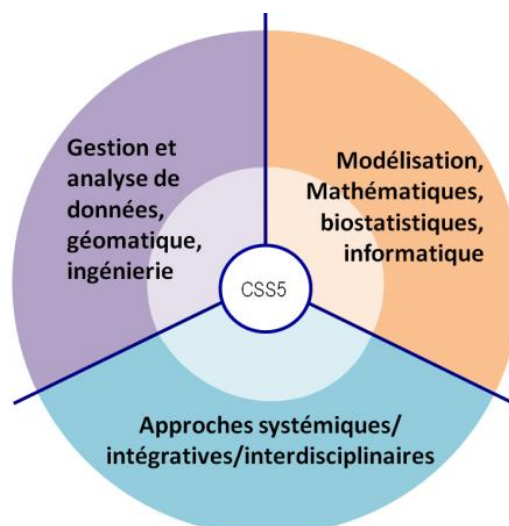 Gestion et
analyse de
données,
géomatique,
ingénierie
Modélisation,
Mathématiques,
biostatistiques,
informatique
CSS5
Approches systémiques/
intégratives/interdisciplinaires